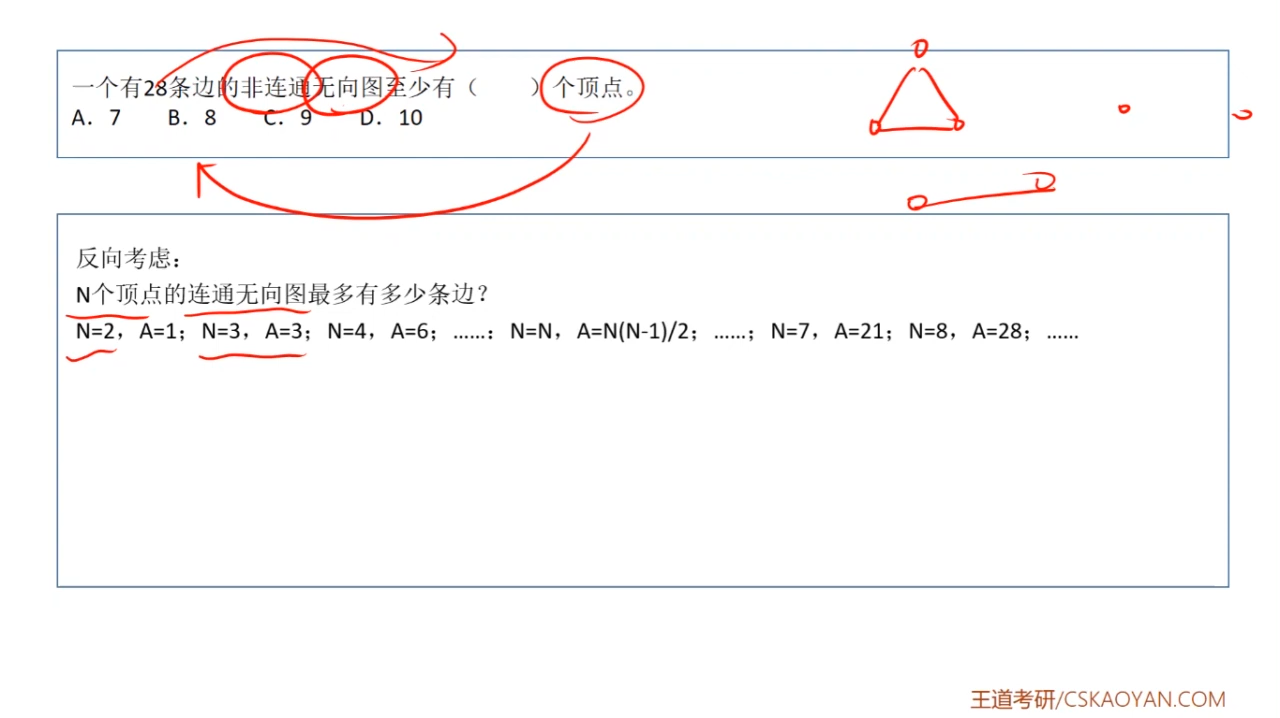 一个有28条边的非连通无向图至少有（  ）个顶点。
A. 7  B. 8  C. 9  D. 10
反向考虑：
N个顶点的连通无向图最多有多少条边？
N=2，A=1；N=3，A=3；N=4，A=6；……：N=N，A=N(N-1)/2；……；N=7，A=21；N=8，A=28；……
王道考研/CSKAOYAN.COM